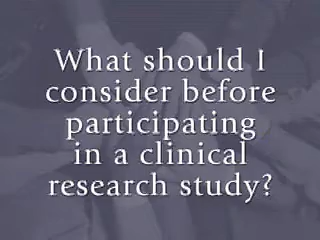 What should I
consider before
participating
in a clinical
research study?